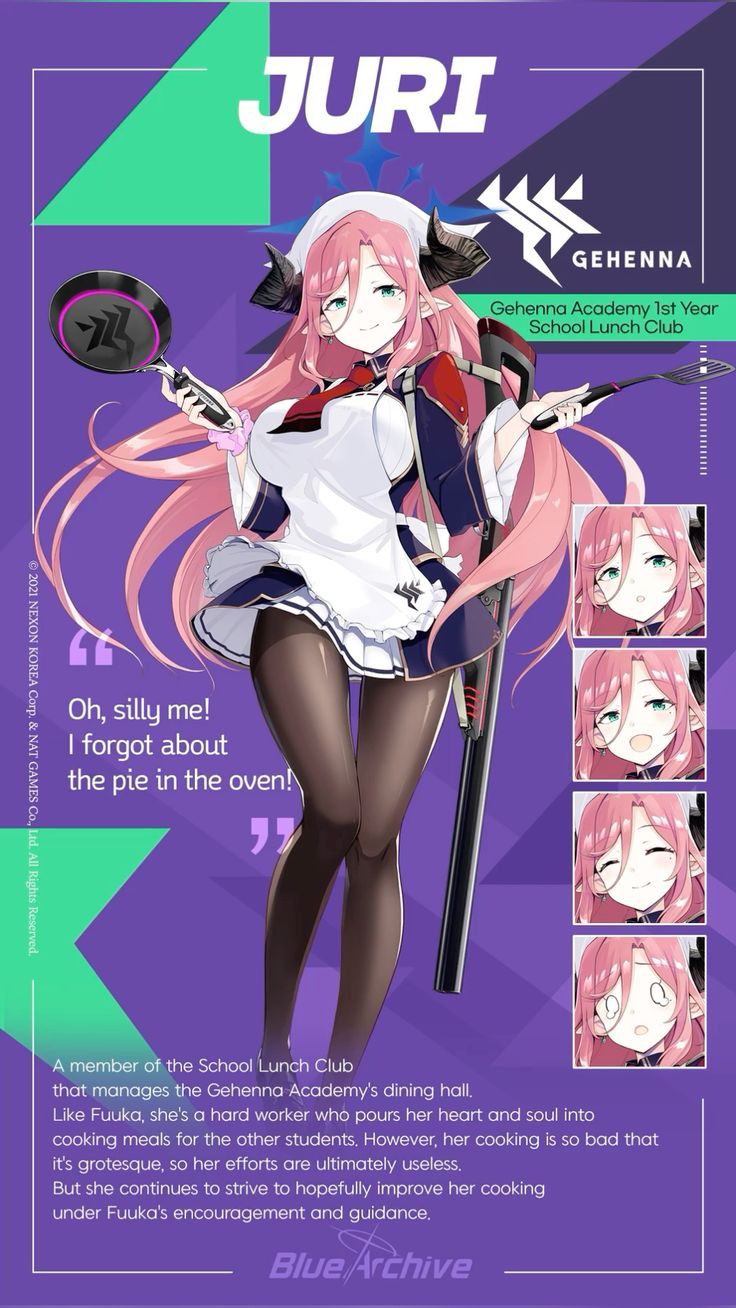 JURI
GEHENNA
Gehenna Academy 1st Year
School Lunch Club
“
Oh, silly me!
I forgot about
the pie in the oven!
”
© 2021 NEXON KOREA Corp. & NAT GAMES Co., Ltd. All Rights Reserved.
A member of the School Lunch Club
that manages the Gehenna Academy's dining hall.
Like Fuuka, she's a hard worker who pours her heart and soul into
cooking meals for the other students. However, her cooking is so bad that
it's grotesque, so her efforts are ultimately useless.
But she continues to strive to hopefully improve her cooking
under Fuuka's encouragement and guidance.
Blue Archive